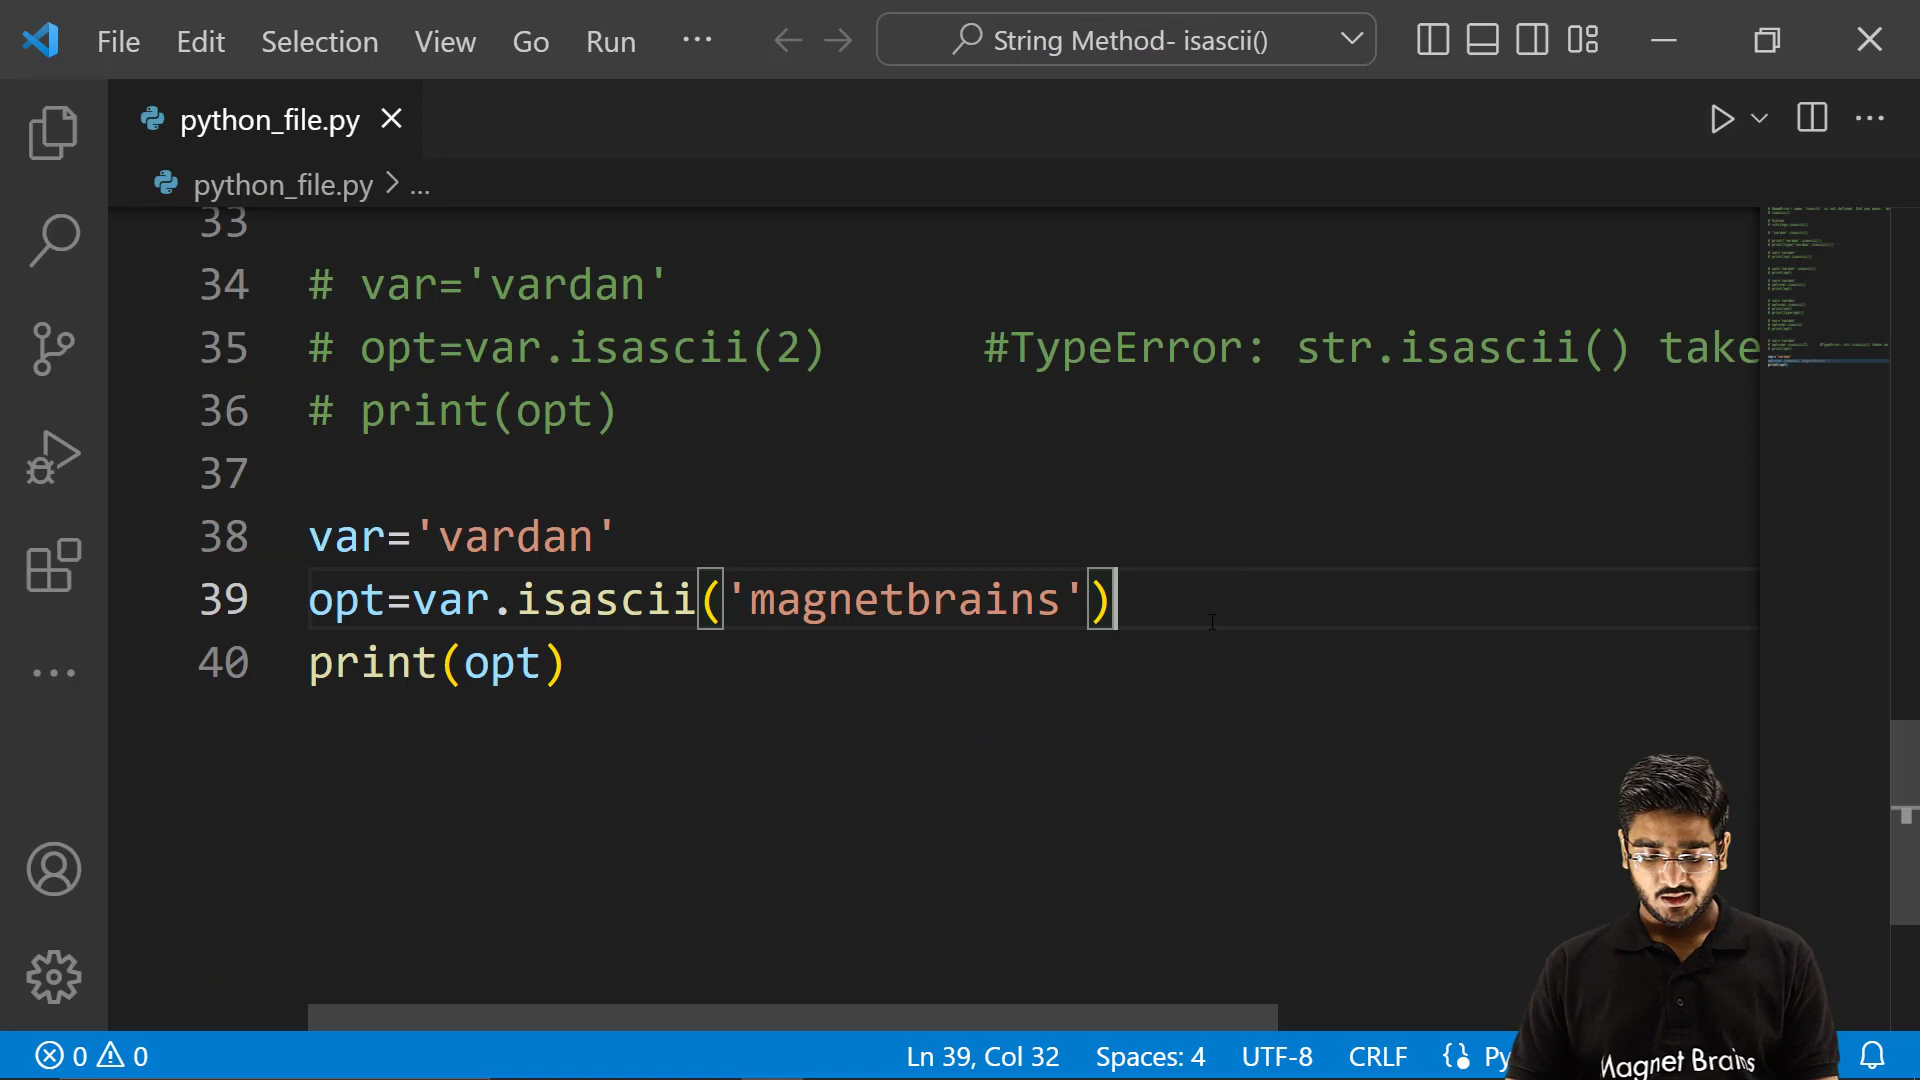 File Edit Selection View Go Run ... String Method- isascii()
python_file.py
python_file.py > ...
33
34 # var='vardan'
35 # opt=var.isascii(2) #TypeError: str.isascii() take
36 # print(opt)
37
38 var='vardan'
39 opt=var.isascii('magnetbrains')
40 print(opt)
0 0 Ln 39, Col 32 Spaces: 4 UTF-8 CRLF Py
Magnet Brains